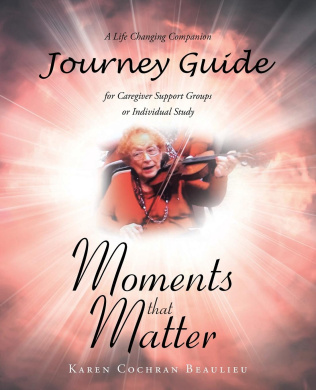 A Life Changing Companion
Journey Guide
for Caregiver Support Groups
or Individual Study
Moments
that
Matter
Karen Cochran Beaulieu